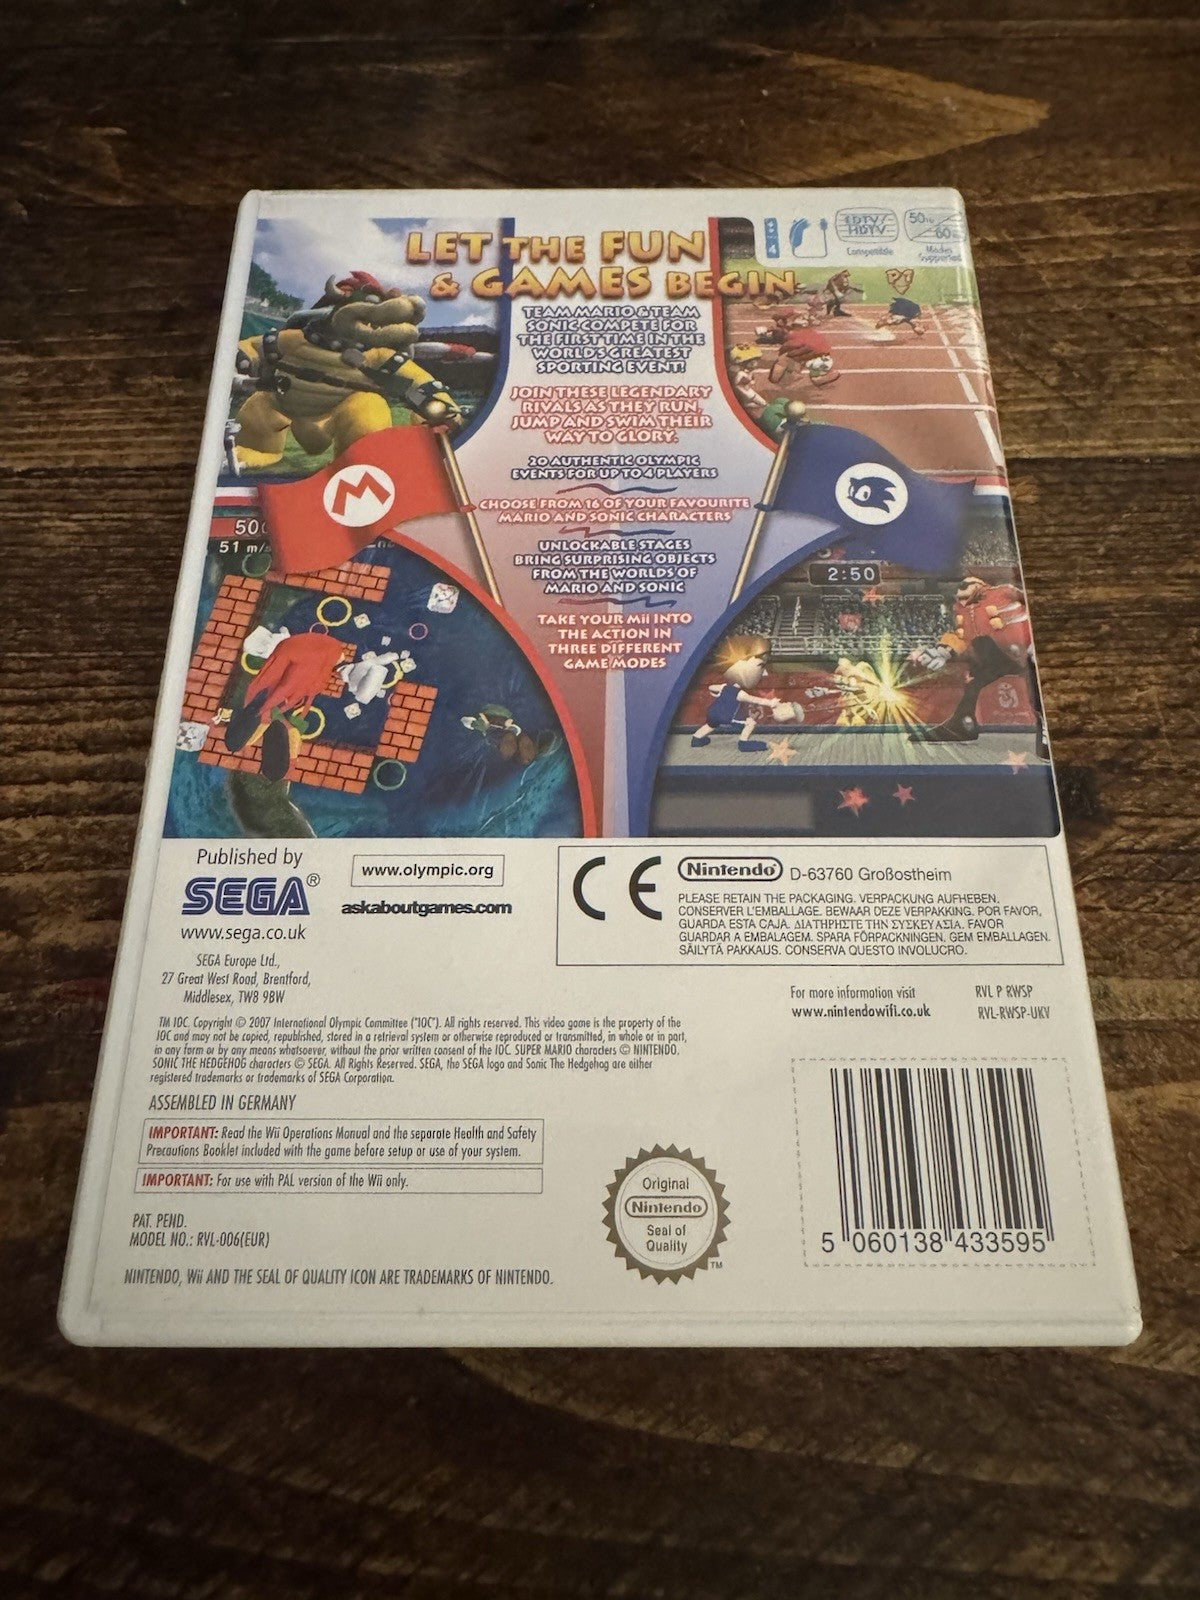 LET THE FUN
& GAMES BEGIN
TEAM MARIO & TEAM
SONIC COMPETE FOR
THE FIRST TIME IN THE
WORLD'S GREATEST
SPORTING EVENT!
JOIN THESE LEGENDARY
RIVALS AS THEY RUN,
JUMP AND SWIM THEIR
WAY TO GLORY.
20 AUTHENTIC OLYMPIC
EVENTS FOR UP TO 4 PLAYERS
CHOOSE FROM 16 OF YOUR FAVOURITE
MARIO AND SONIC CHARACTERS
UNLOCKABLE STAGES
BRING SURPRISING OBJECTS
FROM THE WORLDS OF
MARIO AND SONIC
TAKE YOUR Mii INTO
THE ACTION IN
THREE DIFFERENT
GAME MODES
EDTV/
HDTV
Compatible
50Hz
60Hz
Modes
Supported
M
500
51 m/s
2:50
Published by
SEGA®
www.sega.co.uk
SEGA Europe Ltd.,
27 Great West Road, Brentford,
Middlesex, TW8 9BW
www.olympic.org
askaboutgames.com
CE
Nintendo® D-63760 Großostheim
PLEASE RETAIN THE PACKAGING. VERPACKUNG AUFHEBEN.
CONSERVER L'EMBALLAGE. BEWAAR DEZE VERPAKKING. POR FAVOR,
GUARDA ESTA CAJA. ΔΙΑΤΗΡΗΣΤΕ ΤΗΝ ΣΥΣΚΕΥΑΣΙΑ. FAVOR
GUARDAR A EMBALAGEM. SPARA FÖRPACKNINGEN. GEM EMBALLAGEN.
SÄILYTÄ PAKKAUS. CONSERVA QUESTO INVOLUCRO.
For more information visit
www.nintendowifi.co.uk
RVL P RWSP
RVL-RWSP-UKV
TM IOC. Copyright © 2007 International Olympic Committee ("IOC"). All rights reserved. This video game is the property of the
IOC and may not be copied, republished, stored in a retrieval system or otherwise reproduced or transmitted, in whole or in part,
in any form or by any means whatsoever, without the prior written consent of the IOC. SUPER MARIO characters © NINTENDO.
SONIC THE HEDGEHOG characters © SEGA. All Rights Reserved. SEGA, the SEGA logo and Sonic The Hedgehog are either
registered trademarks or trademarks of SEGA Corporation.
ASSEMBLED IN GERMANY
IMPORTANT: Read the Wii Operations Manual and the separate Health and Safety
Precautions Booklet included with the game before setup or use of your system.
IMPORTANT: For use with PAL version of the Wii only.
PAT. PEND.
MODEL NO.: RVL-006(EUR)
NINTENDO, Wii AND THE SEAL OF QUALITY ICON ARE TRADEMARKS OF NINTENDO.
Original
Nintendo
Seal of
Quality
TM
5 060138 433595